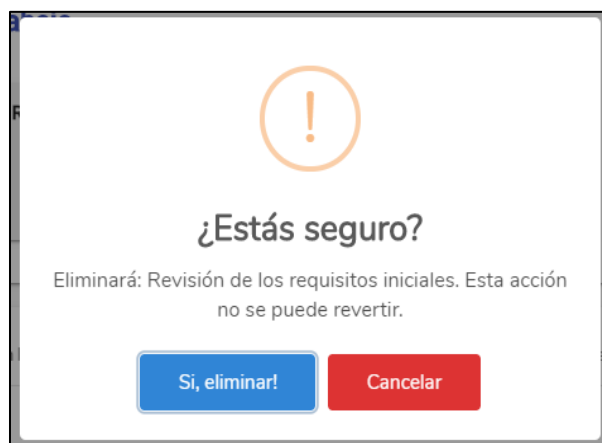 !
¿Estás seguro?
Eliminará: Revisión de los requisitos iniciales. Esta acción
no se puede revertir.
Si, eliminar!
Cancelar